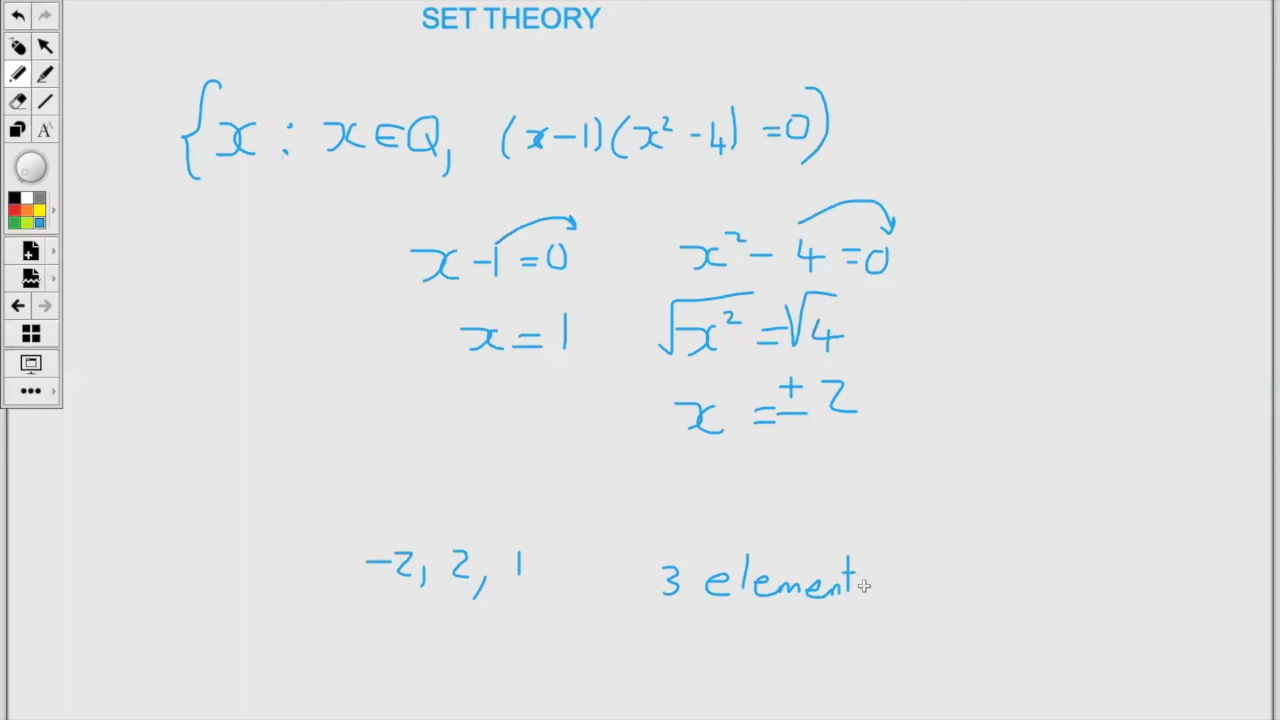 SET THEORY
{x : x∈Q, (x-1)(x²-4) =0)
x-1=0 x²-4=0
x=1 √x²=√4
x=±2
-2, 2, 1 3 element